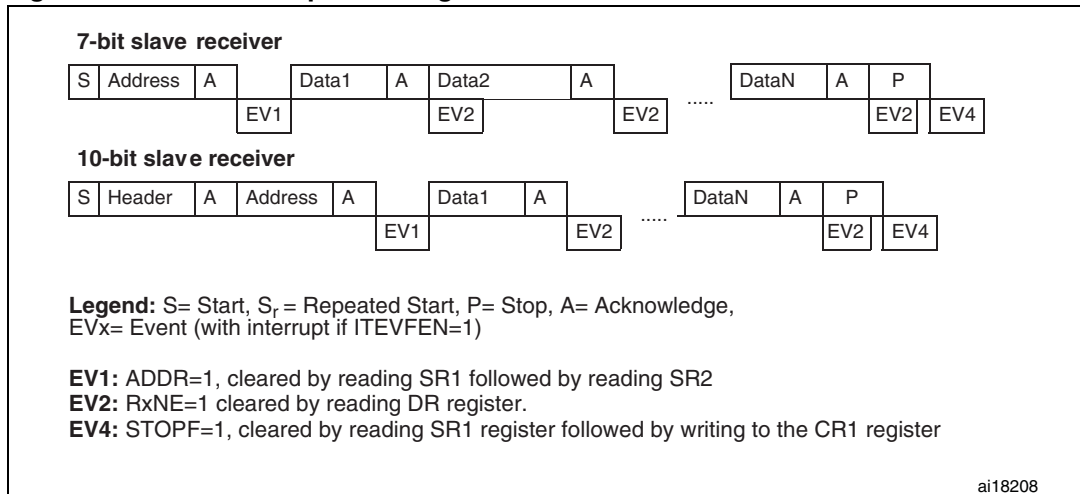 7-bit slave receiver
S Address A Data1 A Data2 A ..... DataN A P
EV1 EV2 EV2 EV2 EV4
10-bit slave receiver
S Header A Address A Data1 A ..... DataN A P
EV1 EV2 EV2 EV4
Legend: S= Start, Sr = Repeated Start, P= Stop, A= Acknowledge,
EVx= Event (with interrupt if ITEVFEN=1)
EV1: ADDR=1, cleared by reading SR1 followed by reading SR2
EV2: RxNE=1 cleared by reading DR register.
EV4: STOPF=1, cleared by reading SR1 register followed by writing to the CR1 register
ai18208